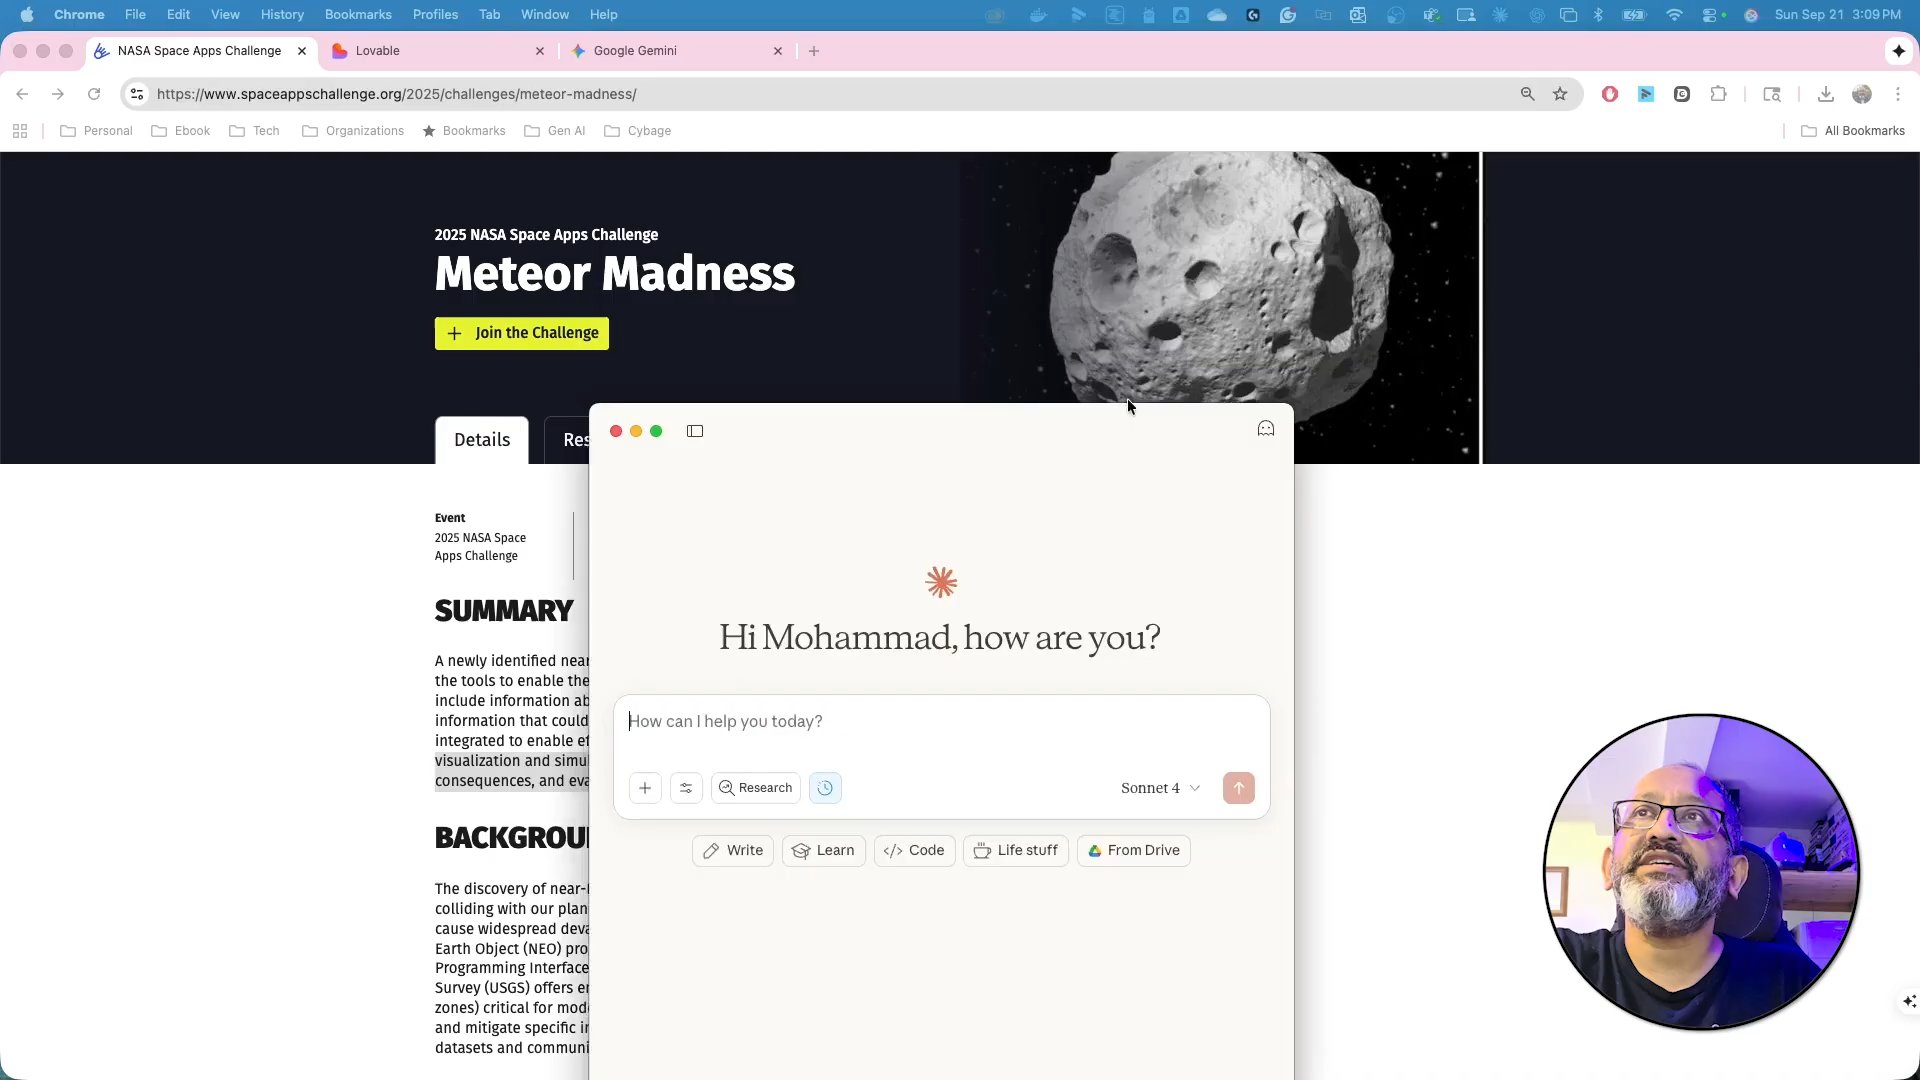 Chrome File Edit View History Bookmarks Profiles Tab Window Help Sun Sep 21 3:09 PM
NASA Space Apps Challenge Lovable Google Gemini
https://www.spaceappschallenge.org/2025/challenges/meteor-madness/
Personal Ebook Tech Organizations Bookmarks Gen AI Cybage All Bookmarks
2025 NASA Space Apps Challenge
Meteor Madness
+ Join the Challenge
Details
Res
Event
2025 NASA Space
Apps Challenge
SUMMARY
A newly identified near
the tools to enable the
include information ab
information that could
integrated to enable ef
visualization and simul
consequences, and eva
BACKGROU
The discovery of near-
colliding with our plan
cause widespread deva
Earth Object (NEO) pro
Programming Interface
Survey (USGS) offers e
zones) critical for mod
and mitigate specific i
datasets and communi
Hi Mohammad, how are you?
How can I help you today?
Research
Sonnet 4
Write
Learn
Code
Life stuff
From Drive